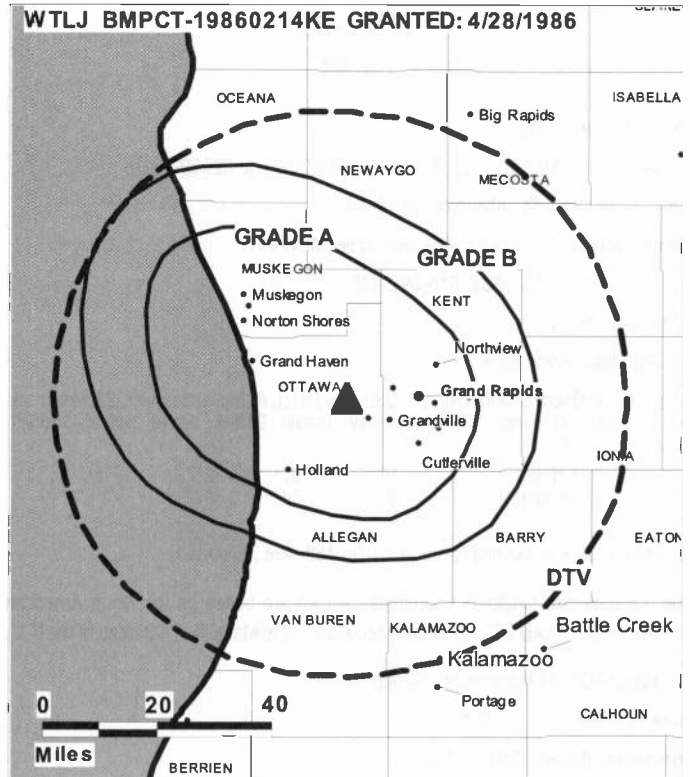 WTLJ BMPCT-19860214KE GRANTED: 4/28/1986
OCEANA
Big Rapids
ISABELLA
NEWAYGO
MECOSTA
GRADE A
GRADE B
MUSKEGON
Muskegon
KENT
Norton Shores
Northview
Grand Haven
OTTAWA
Grand Rapids
Grandville
Cutlerville
IONIA
Holland
ALLEGAN
BARRY
EATON
DTV
VAN BUREN
KALAMAZOO
Battle Creek
Kalamazoo
Portage
0 20 40
CALHOUN
Miles
BERRIEN